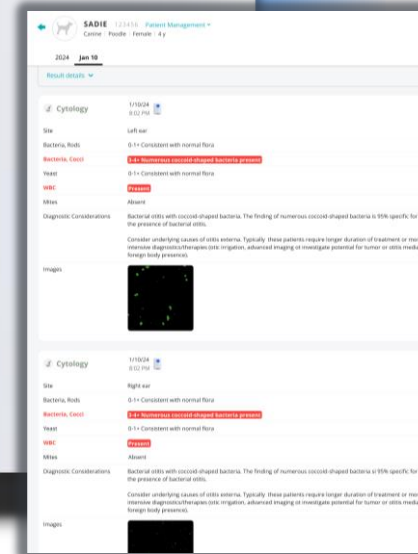 SADIE 123456 Patient Management
Canine Poodle Female 4 y
2024 Jan 10
Result details
Cytology 1/10/24
8:02 PM
Site Left ear
Bacteria, Rods 0-1+ Consistent with normal flora
Bacteria, Cocci 3-4+ Numerous coccoid-shaped bacteria present
Yeast 0-1+ Consistent with normal flora
WBC Present
Mites Absent
Diagnostic Considerations Bacterial otitis with coccoid-shaped bacteria. The finding of numerous coccoid-shaped bacteria is 95% specific for
the presence of bacterial otitis.
Consider underlying causes of otitis externa. Typically these patients require longer duration of treatment or
intensive diagnostics/therapies (otic irrigation, advanced imaging to investigate potential for tumor or otitis media
foreign body presence).
Images
Cytology 1/10/24
8:02 PM
Site Right ear
Bacteria, Rods 0-1+ Consistent with normal flora
Bacteria, Cocci 3-4+ Numerous coccoid-shaped bacteria present
Yeast 0-1+ Consistent with normal flora
WBC Present
Mites Absent
Diagnostic Considerations Bacterial otitis with coccoid-shaped bacteria. The finding of numerous coccoid-shaped bacteria is 95% specific for
the presence of bacterial otitis.
Consider underlying causes of otitis externa. Typically these patients require longer duration of treatment or
intensive diagnostics/therapies (otic irrigation, advanced imaging to investigate potential for tumor or otitis media
foreign body presence).
Images